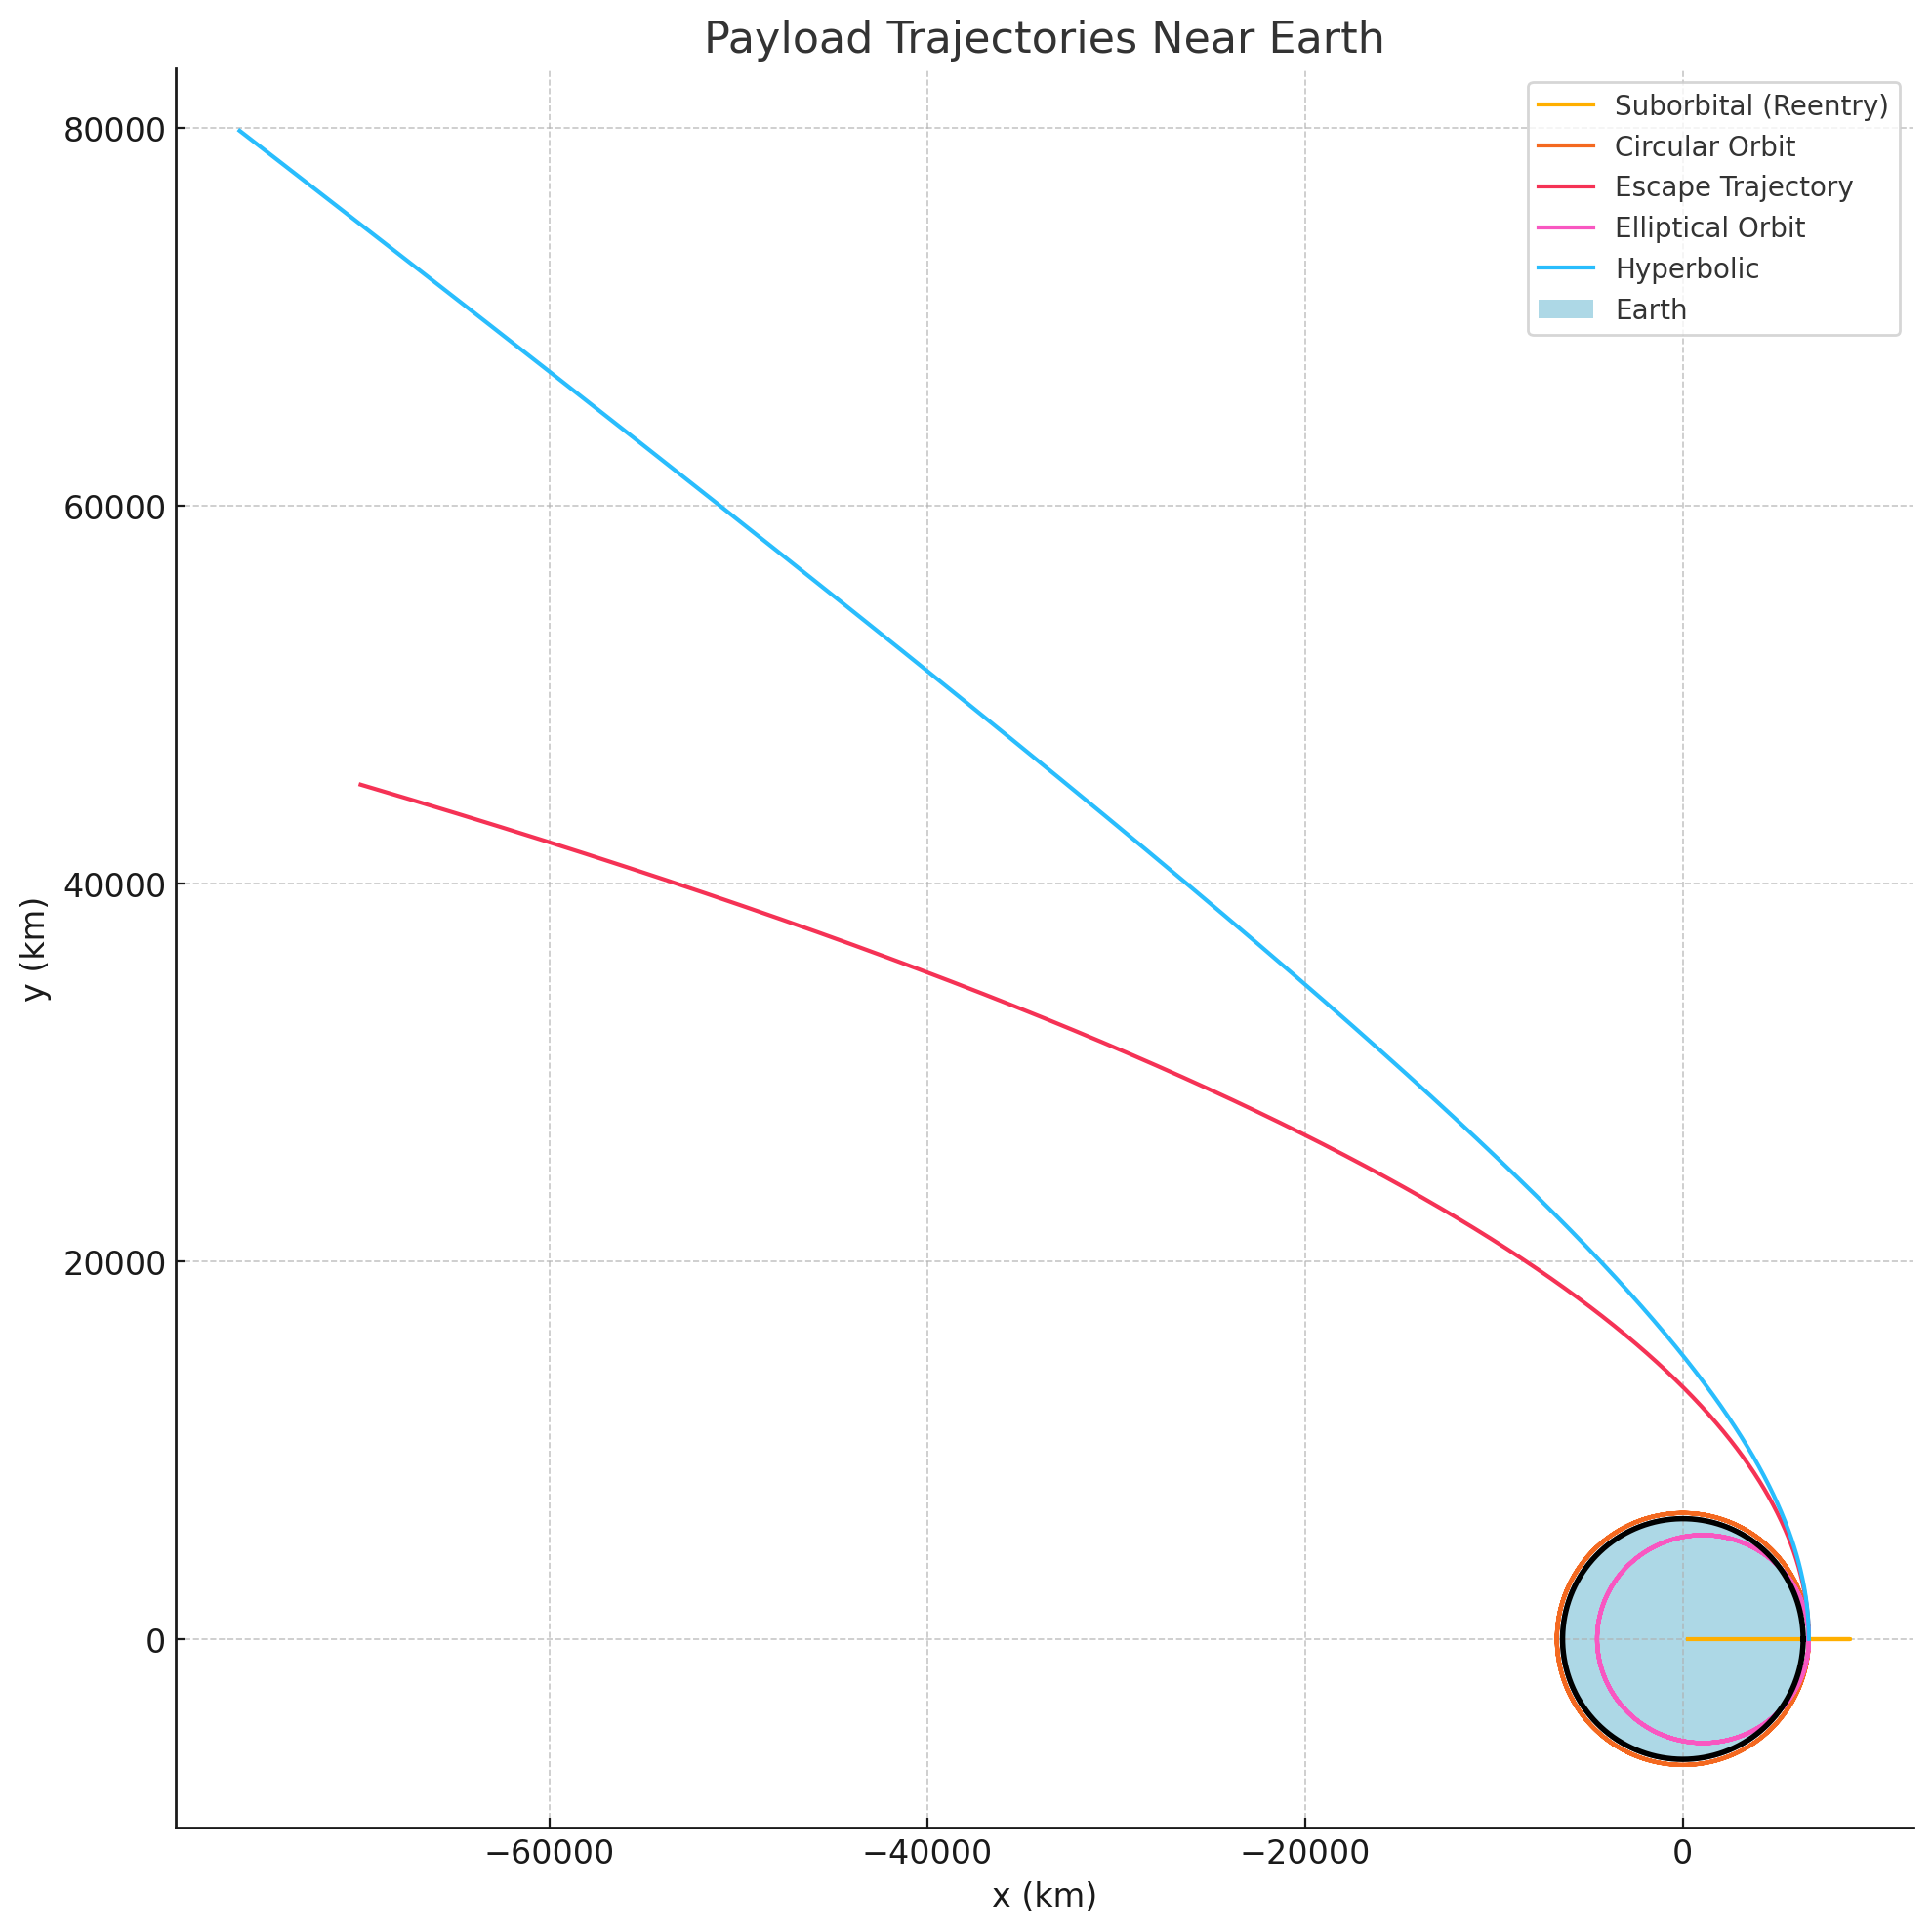 Payload Trajectories Near Earth
Suborbital (Reentry)
Circular Orbit
Escape Trajectory
Elliptical Orbit
Hyperbolic
Earth
y (km)
80000
60000
40000
20000
0
−60000
−40000
−20000
0
x (km)